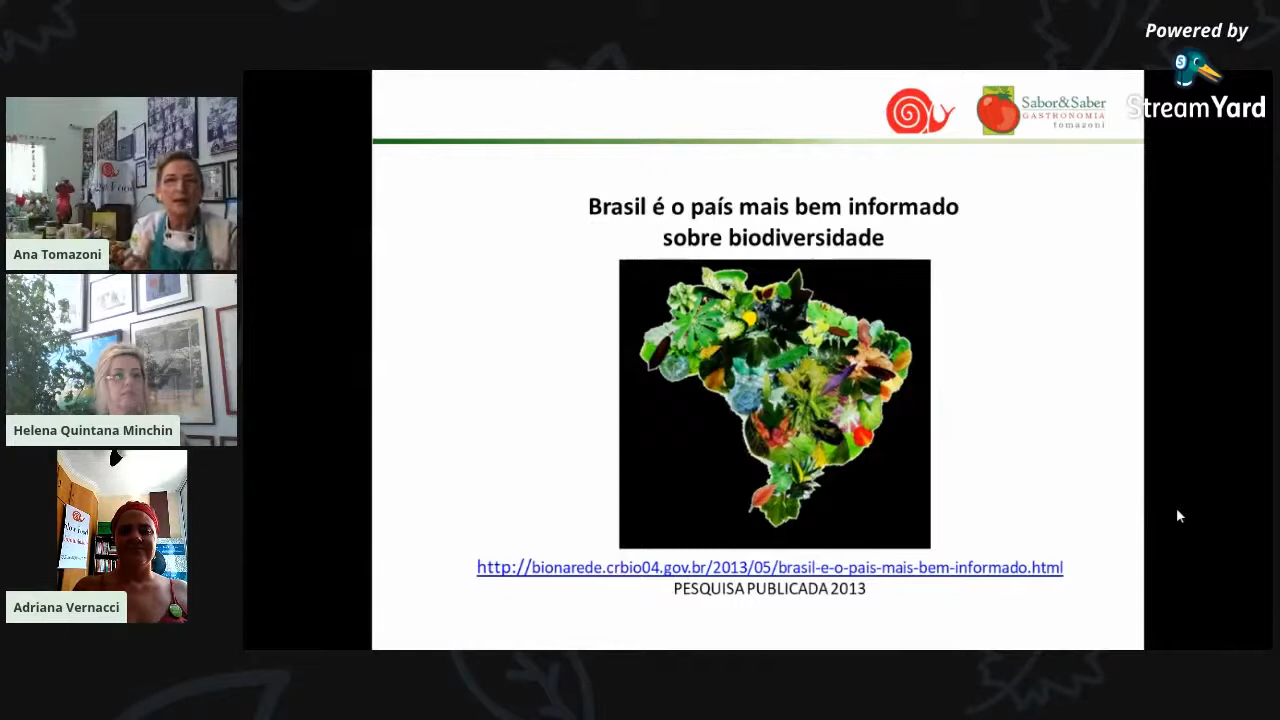 Powered by
StreamYard
Sabor&Saber
GASTRONOMIA
tomazoni
Brasil é o país mais bem informado
sobre biodiversidade
http://bionarede.crbio04.gov.br/2013/05/brasil-e-o-pais-mais-bem-informado.html
PESQUISA PUBLICADA 2013
Ana Tomazoni
Helena Quintana Minchin
Adriana Vernacci